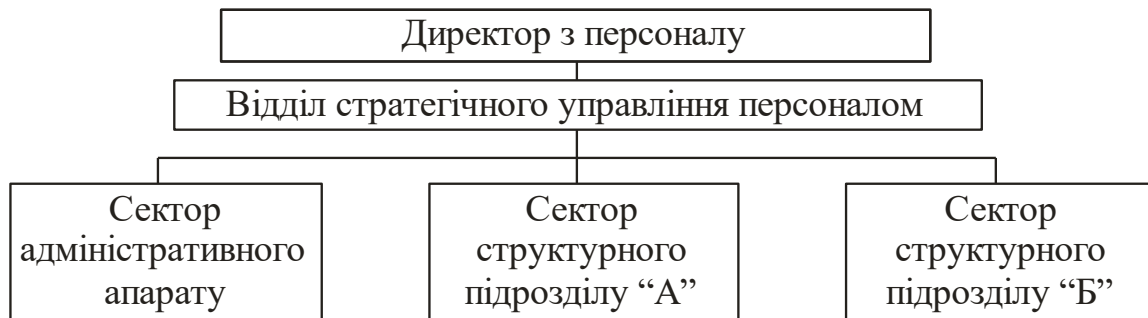 Директор з персоналу
Відділ стратегічного управління персоналом
Сектор
адміністративного
апарату
Сектор
структурного
підрозділу “А”
Сектор
структурного
підрозділу “Б”